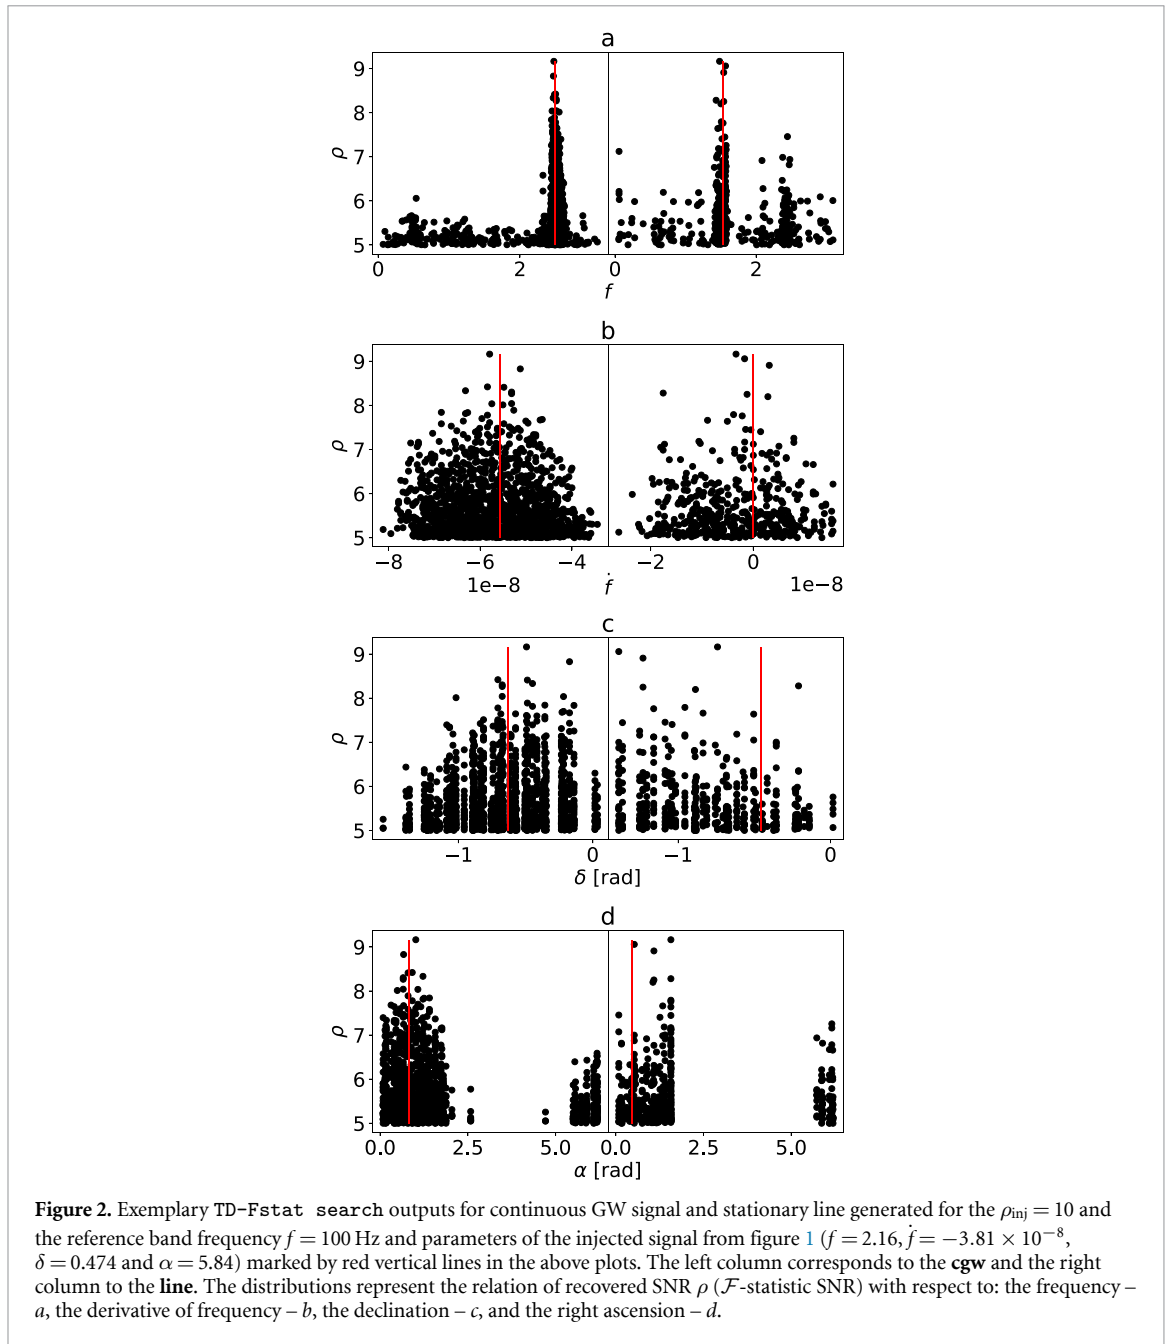 a
9
8
7
6
5
ρ
0 2 0 2
f
b
9
8
7
6
5
ρ
−8 −6 −4 −2 0
1e−8 ḟ 1e−8
c
9
8
7
6
5
ρ
−1 0 −1 0
δ [rad]
d
9
8
7
6
5
ρ
0.0 2.5 5.0 0.0 2.5 5.0
α [rad]
Figure 2. Exemplary TD-Fstat search outputs for continuous GW signal and stationary line generated for the ρinj = 10 and
the reference band frequency f = 100 Hz and parameters of the injected signal from figure 1 (f = 2.16, ḟ = −3.81 × 10⁻⁸,
δ = 0.474 and α = 5.84) marked by red vertical lines in the above plots. The left column corresponds to the cgw and the right
column to the line. The distributions represent the relation of recovered SNR ρ (ℱ-statistic SNR) with respect to: the frequency –
a, the derivative of frequency – b, the declination – c, and the right ascension – d.